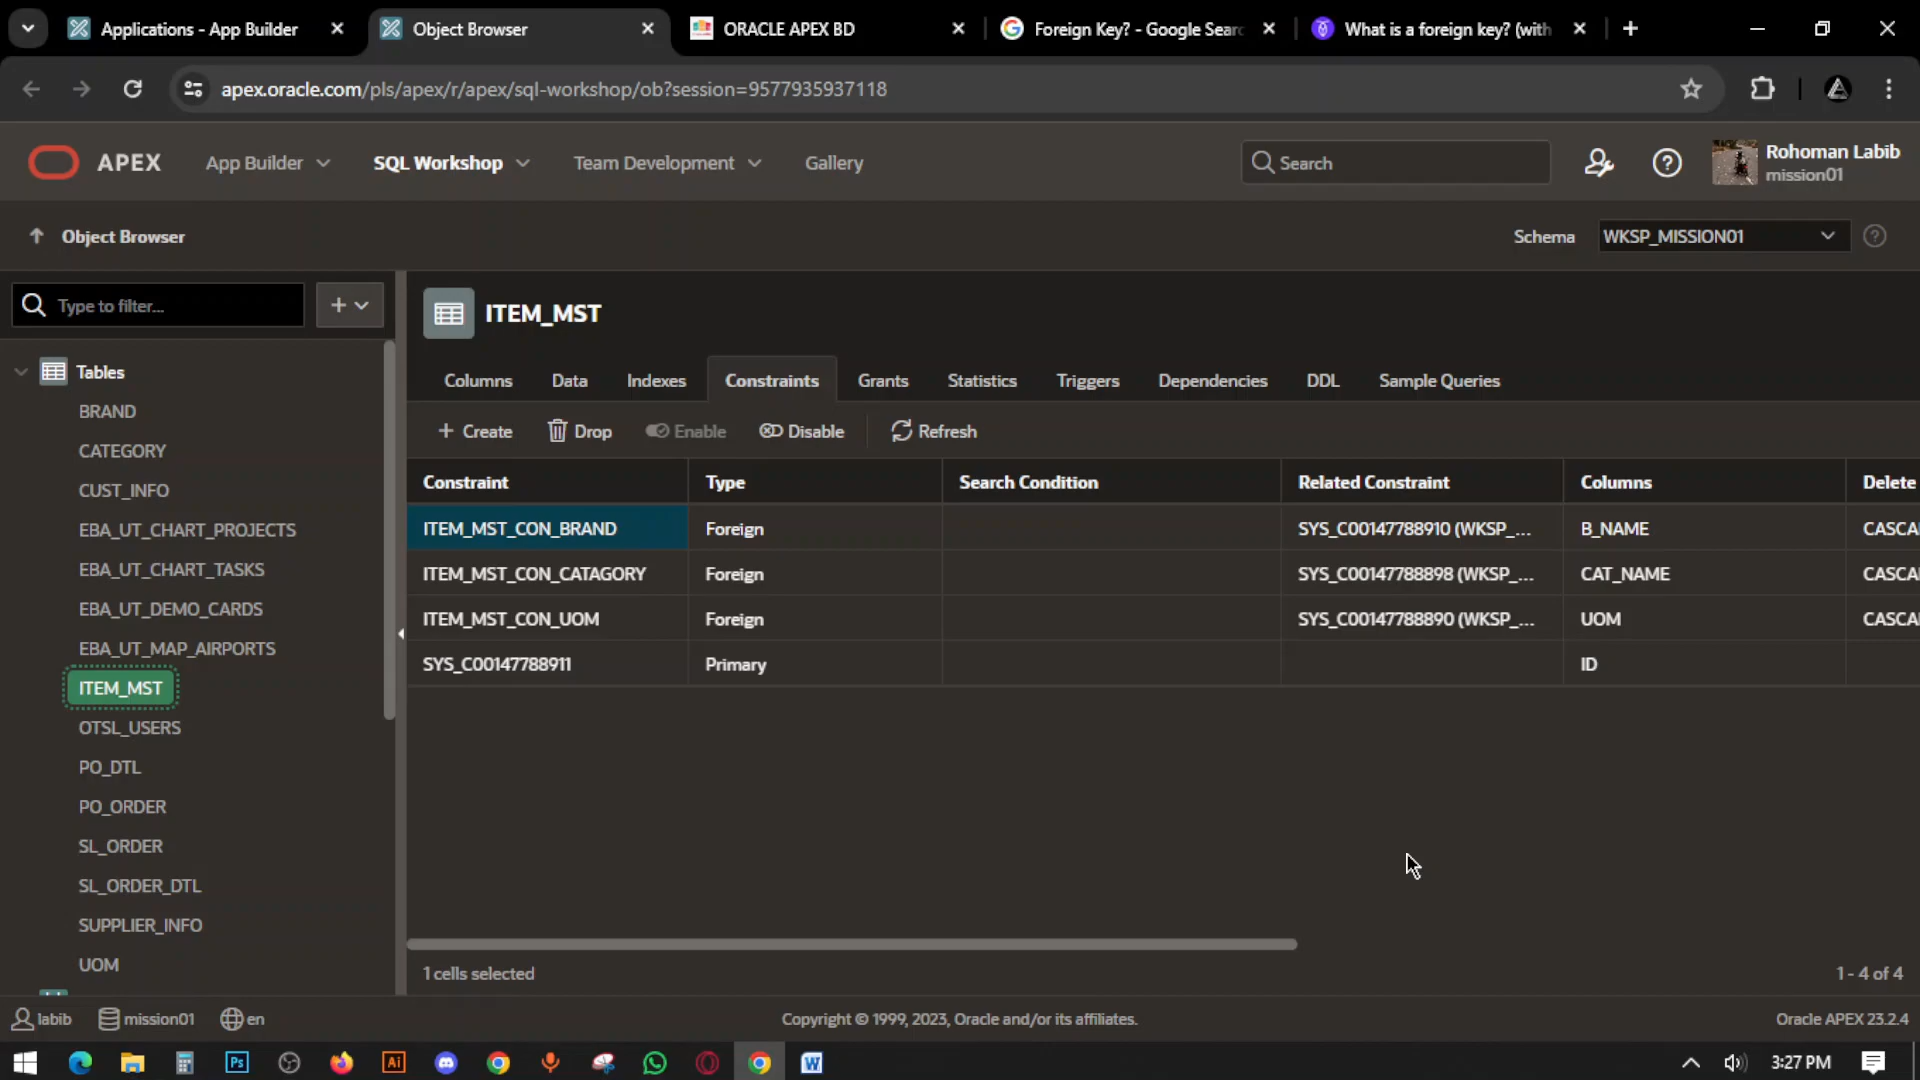 Applications - App Builder
Object Browser
ORACLE APEX BD
Foreign Key? - Google Searc
What is a foreign key? (with
apex.oracle.com/pls/apex/r/apex/sql-workshop/ob?session=9577935937118
APEX
App Builder
SQL Workshop
Team Development
Gallery
Search
Rohoman Labib
mission01
Object Browser
Schema
WKSP_MISSION01
Type to filter...
Tables
BRAND
CATEGORY
CUST_INFO
EBA_UT_CHART_PROJECTS
EBA_UT_CHART_TASKS
EBA_UT_DEMO_CARDS
EBA_UT_MAP_AIRPORTS
ITEM_MST
OTSL_USERS
PO_DTL
PO_ORDER
SL_ORDER
SL_ORDER_DTL
SUPPLIER_INFO
UOM
ITEM_MST
Columns Data Indexes Constraints Grants Statistics Triggers Dependencies DDL Sample Queries
Create Drop Enable Disable Refresh
Constraint Type Search Condition Related Constraint Columns Delete
ITEM_MST_CON_BRAND Foreign SYS_C00147788910 (WKSP_... B_NAME CASCA
ITEM_MST_CON_CATAGORY Foreign SYS_C00147788898 (WKSP_... CAT_NAME CASCA
ITEM_MST_CON_UOM Foreign SYS_C00147788890 (WKSP_... UOM CASCA
SYS_C00147788911 Primary ID
1 cells selected
1 - 4 of 4
labib
mission01
en
Copyright © 1999, 2023, Oracle and/or its affiliates.
Oracle APEX 23.2.4
Ps
Ai
W
3:27 PM